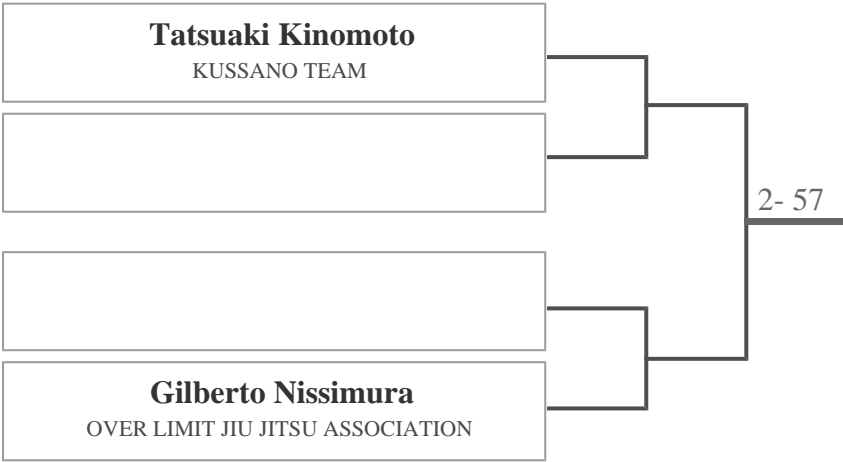 Tatsuaki Kinomoto
KUSSANO TEAM
2- 57
Gilberto Nissimura
OVER LIMIT JIU JITSU ASSOCIATION